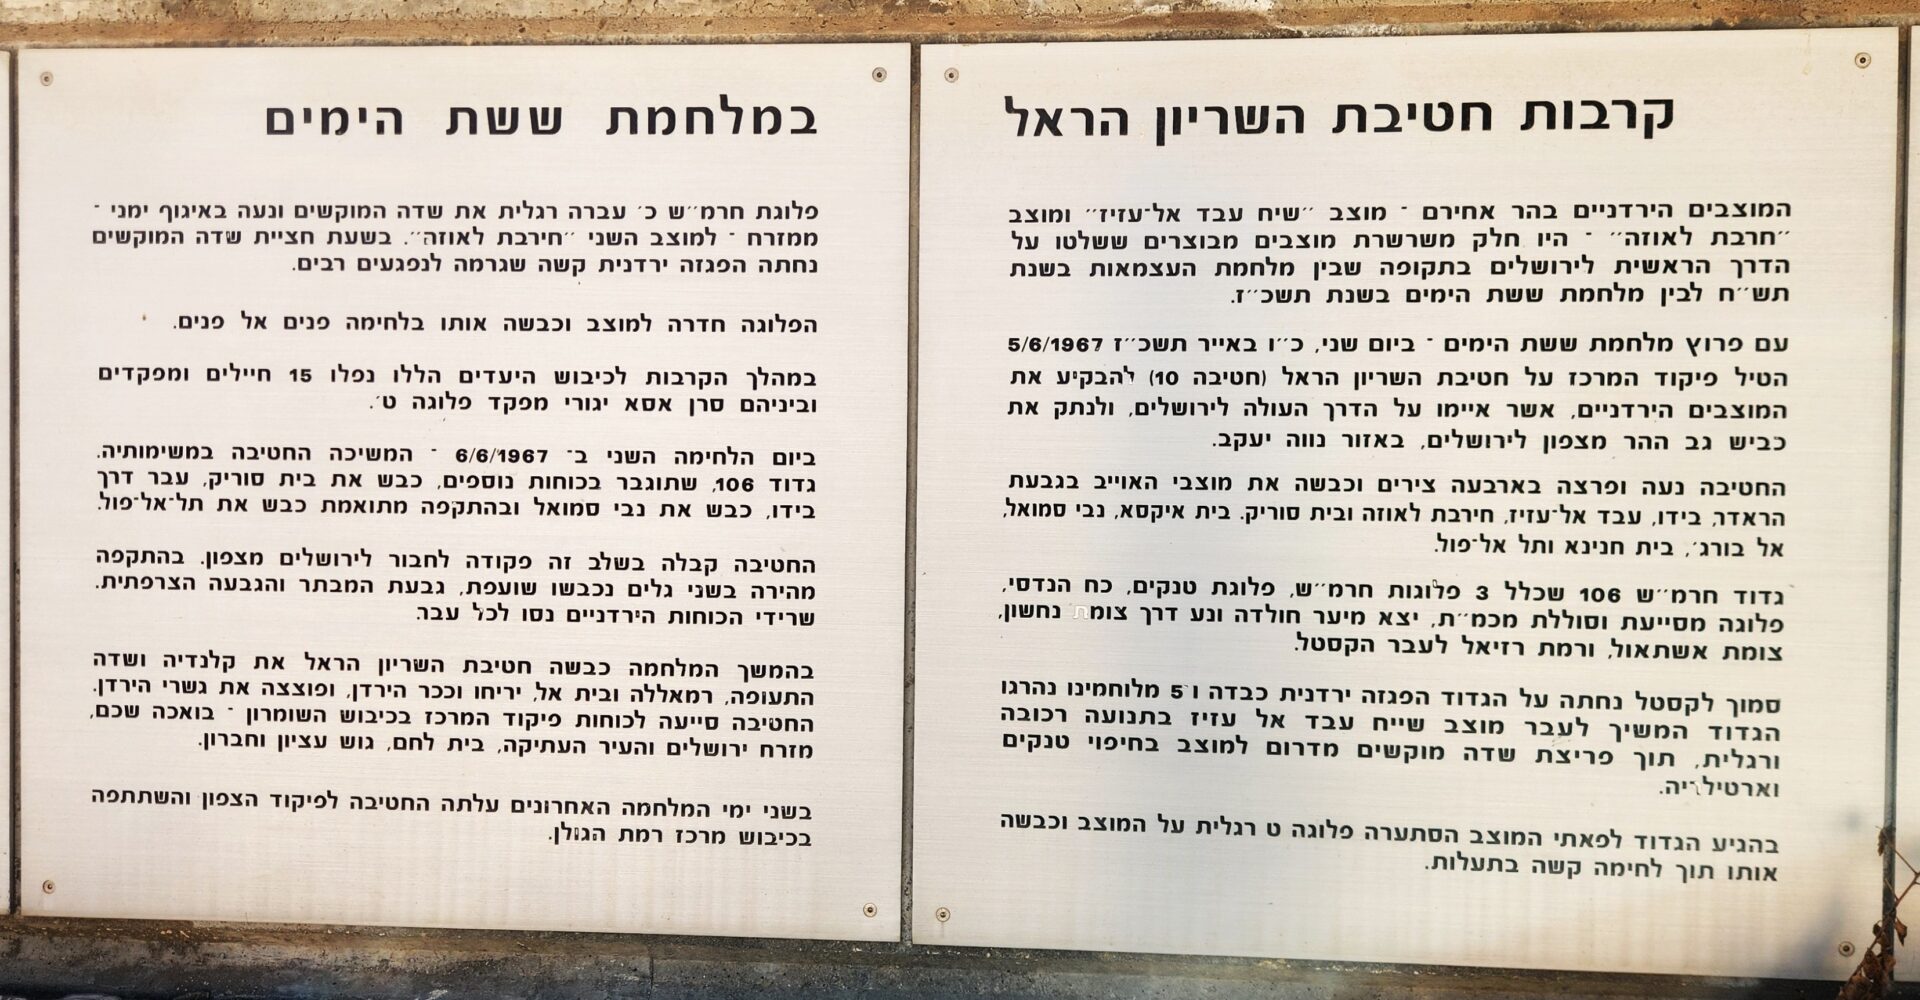 קרבות חטיבת השריון הראל
המוצבים הירדניים בהר אחירם - מוצב "שיח עבד אל-עזיז" ומוצב
"חרבת לאוזה" - היו חלק משרשרת מוצבים מבוצרים ששלטו על
הדרך הראשית לירושלים בתקופה שבין מלחמת העצמאות בשנת
תש"ח לבין מלחמת ששת הימים בשנת תשכ"ז.
עם פרוץ מלחמת ששת הימים - ביום שני, כ"ו באייר תשכ"ז 5/6/1967
הטיל פיקוד המרכז על חטיבת השריון הראל (חטיבה 10) להבקיע את
המוצבים הירדניים, אשר איימו על הדרך העולה לירושלים, ולנתק את
כביש גב ההר מצפון לירושלים, באזור נווה יעקב.
החטיבה נעה ופרצה בארבעה צירים וכבשה את מוצבי האוייב בגבעת
הראדר, בידו, עבד אל-עזיז, חירבת לאוזה ובית סוריק. בית איקסא, נבי סמואל,
אל בורג', בית חנינא ותל אל-פול.
גדוד חרמ"ש 106 שכלל 3 פלוגות חרמ"ש, פלוגת טנקים, כח הנדסי,
פלוגה מסייעת וסוללת מכמ"ת, יצא מיער חולדה ונע דרך צומת נחשון,
צומת אשתאול, ורמת רזיאל לעבר הקסטל.
סמוך לקסטל נחתה על הגדוד הפגזה ירדנית כבדה ו 5 מלוחמינו נהרגו
הגדוד המשיך לעבר מוצב שייח עבד אל עזיז בתנועה רכובה
ורגלית, תוך פריצת שדה מוקשים מדרום למוצב בחיפוי טנקים
וארטילריה.
בהגיע הגדוד לפאתי המוצב הסתערה פלוגה ט רגלית על המוצב וכבשה
אותו תוך לחימה קשה בתעלות.
במלחמת ששת הימים
פלוגת חרמ"ש כ' עברה רגלית את שדה המוקשים ונעה באיגוף ימני -
ממזרח - למוצב השני "חירבת לאוזה". בשעת חציית שדה המוקשים
נחתה הפגזה ירדנית קשה שגרמה לנפגעים רבים.
הפלוגה חדרה למוצב וכבשה אותו בלחימה פנים אל פנים.
במהלך הקרבות לכיבוש היעדים הללו נפלו 15 חיילים ומפקדים
וביניהם סרן אסא יגורי מפקד פלוגה ט'.
ביום הלחימה השני ב- 6/6/1967 - המשיכה החטיבה במשימותיה.
גדוד 106, שתוגבר בכוחות נוספים, כבש את בית סוריק, עבר דרך
בידו, כבש את נבי סמואל ובהתקפה מתואמת כבש את תל-אל-פול.
החטיבה קבלה בשלב זה פקודה לחבור לירושלים מצפון. בהתקפה
מהירה בשני גלים נכבשו שועפת, גבעת המבתר והגבעה הצרפתית.
שרידי הכוחות הירדניים נסו לכל עבר.
בהמשך המלחמה כבשה חטיבת השריון הראל את קלנדיה ושדה
התעופה, רמאללה ובית אל, יריחו וככר הירדן, ופוצצה את גשרי הירדן.
החטיבה סייעה לכוחות פיקוד המרכז בכיבוש השומרון - בואכה שכם,
מזרח ירושלים והעיר העתיקה, בית לחם, גוש עציון וחברון.
בשני ימי המלחמה האחרונים עלתה החטיבה לפיקוד הצפון והשתתפה
בכיבוש מרכז רמת הגולן.